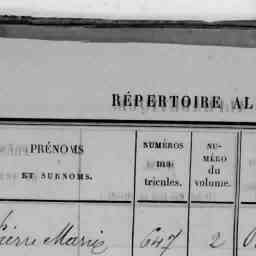 RÉPERTOIRE AL
PRÉNOMS
ET SURNOMS.
NUMÉROS
ma
tricules.
NU-
MÉRO
du
volume.
Pierre Marie 647 2